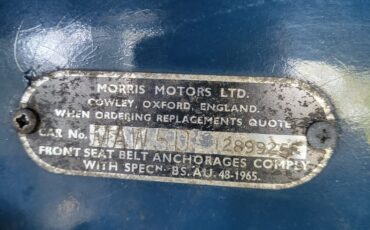 MORRIS MOTORS LTD.
COWLEY, OXFORD, ENGLAND.
WHEN ORDERING REPLACEMENTS QUOTE
CAR No.
FRONT SEAT BELT ANCHORAGES COMPLY
WITH SPECN. BS. AU. 48-1965.